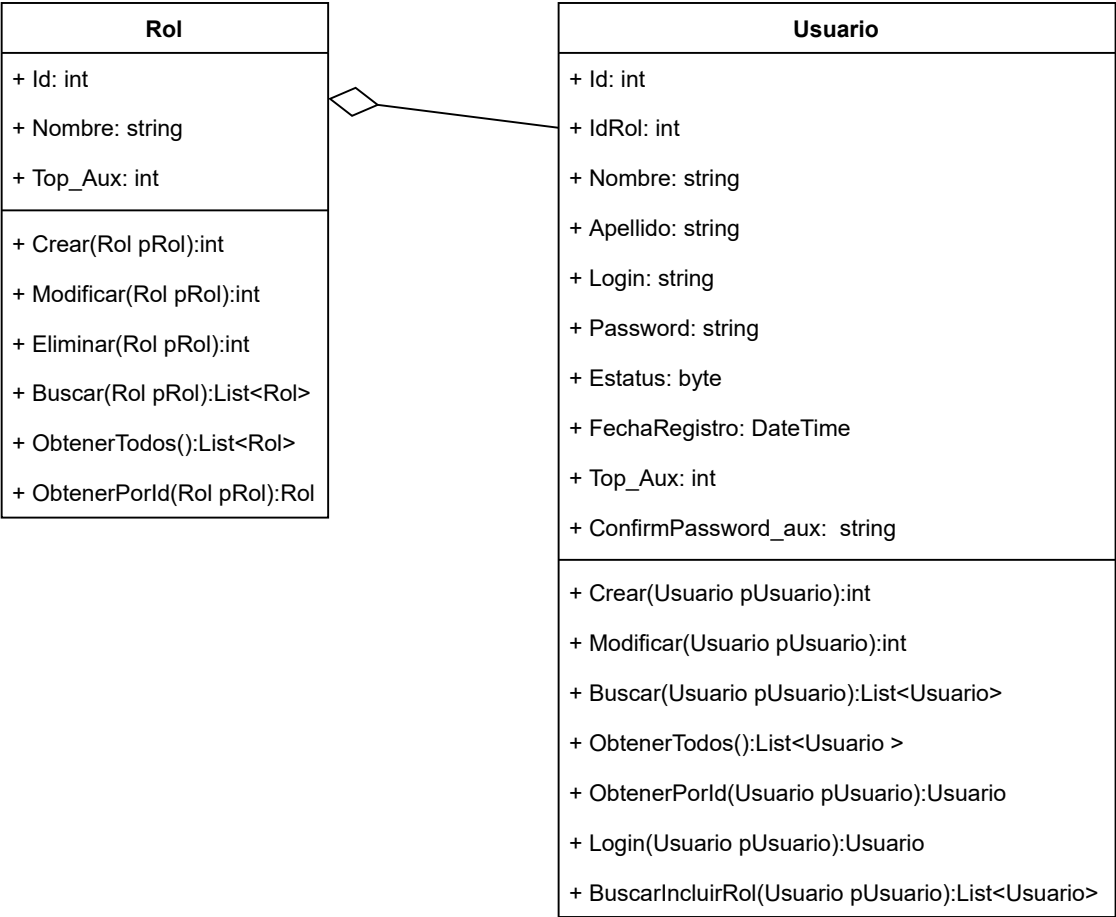 Rol
+ Id: int
+ Nombre: string
+ Top_Aux: int
+ Crear(Rol pRol):int
+ Modificar(Rol pRol):int
+ Eliminar(Rol pRol):int
+ Buscar(Rol pRol):List<Rol>
+ ObtenerTodos():List<Rol>
+ ObtenerPorId(Rol pRol):Rol
Usuario
+ Id: int
+ IdRol: int
+ Nombre: string
+ Apellido: string
+ Login: string
+ Password: string
+ Estatus: byte
+ FechaRegistro: DateTime
+ Top_Aux: int
+ ConfirmPassword_aux:  string
+ Crear(Usuario pUsuario):int
+ Modificar(Usuario pUsuario):int
+ Buscar(Usuario pUsuario):List<Usuario>
+ ObtenerTodos():List<Usuario >
+ ObtenerPorId(Usuario pUsuario):Usuario
+ Login(Usuario pUsuario):Usuario
+ BuscarIncluirRol(Usuario pUsuario):List<Usuario>